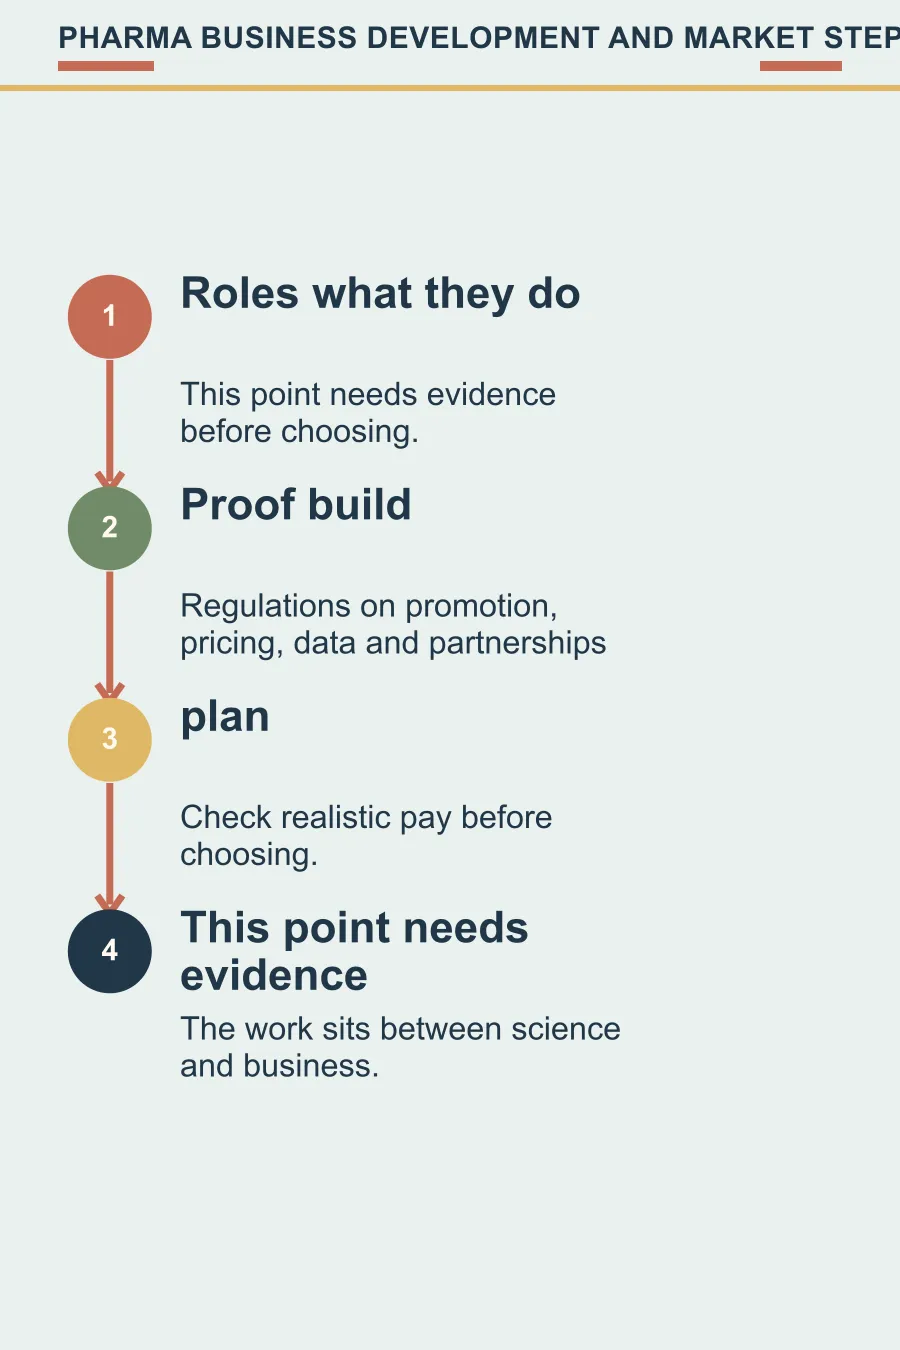 PHARMA BUSINESS DEVELOPMENT AND MARKET STEP
1
Roles what they do
This point needs evidence
before choosing.
2
Proof build
Regulations on promotion,
pricing, data and partnerships
3
plan
Check realistic pay before
choosing.
4
This point needs
evidence
The work sits between science
and business.